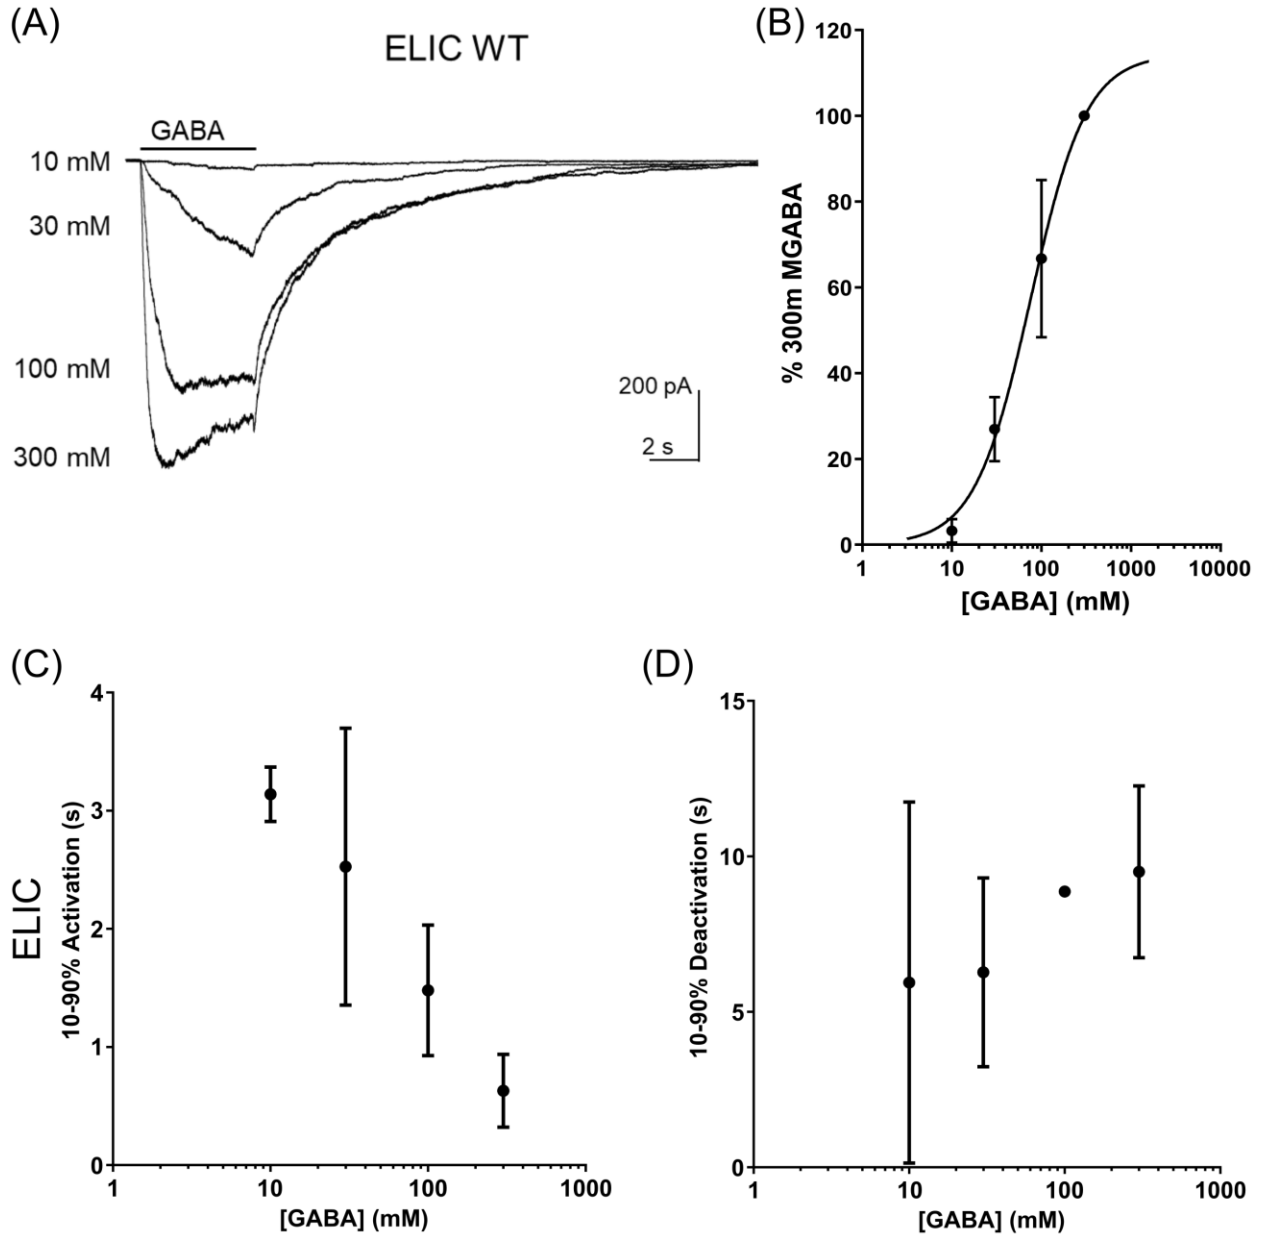 (A)
ELIC WT
GABA
10 mM
30 mM
100 mM
300 mM
200 pA
2 s
(B)
120
100
80
60
40
20
0
% 300m MGABA
1
10
100
1000
10000
[GABA] (mM)
(C)
ELIC
10-90% Activation (s)
4
3
2
1
0
1
10
100
1000
[GABA] (mM)
(D)
10-90% Deactivation (s)
15
10
5
0
1
10
100
1000
[GABA] (mM)